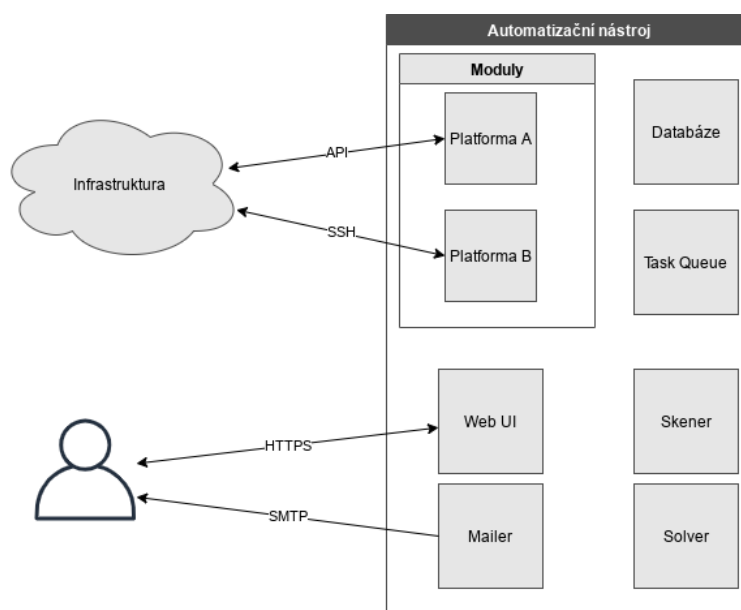 Automatizační nástroj
Moduly
Platforma A
Databáze
API
Infrastruktura
SSH
Platforma B
Task Queue
Web UI
Skener
HTTPS
SMTP
Mailer
Solver